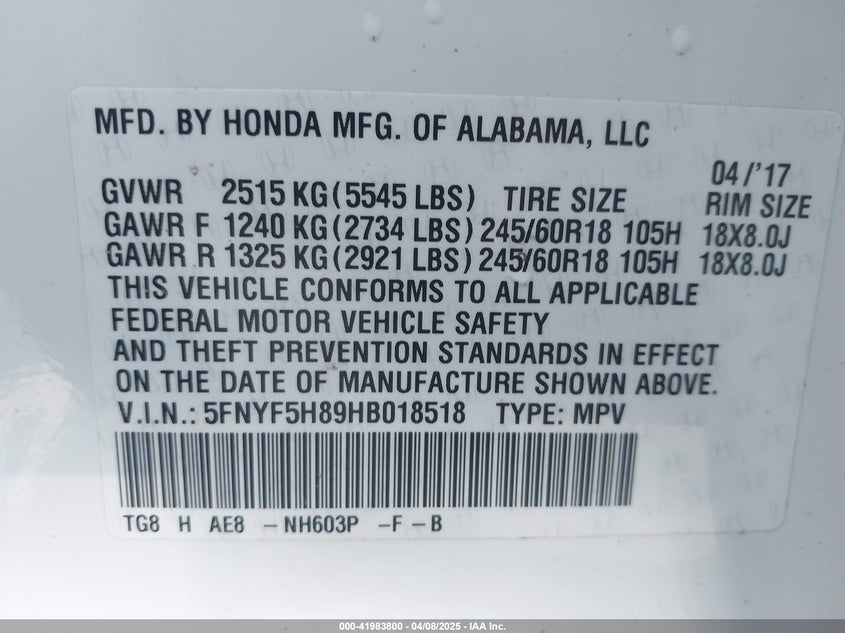 MFD. BY HONDA MFG. OF ALABAMA, LLC
04/'17
GVWR 2515 KG (5545 LBS) TIRE SIZE RIM SIZE
GAWR F 1240 KG (2734 LBS) 245/60R18 105H 18X8.0J
GAWR R 1325 KG (2921 LBS) 245/60R18 105H 18X8.0J
THIS VEHICLE CONFORMS TO ALL APPLICABLE
FEDERAL MOTOR VEHICLE SAFETY
AND THEFT PREVENTION STANDARDS IN EFFECT
ON THE DATE OF MANUFACTURE SHOWN ABOVE.
V.I.N.: 5FNYF5H89HB018518 TYPE: MPV
TG8 H AE8 -NH603P -F -B
000-41983800 - 04/08/2025 - IAA Inc.